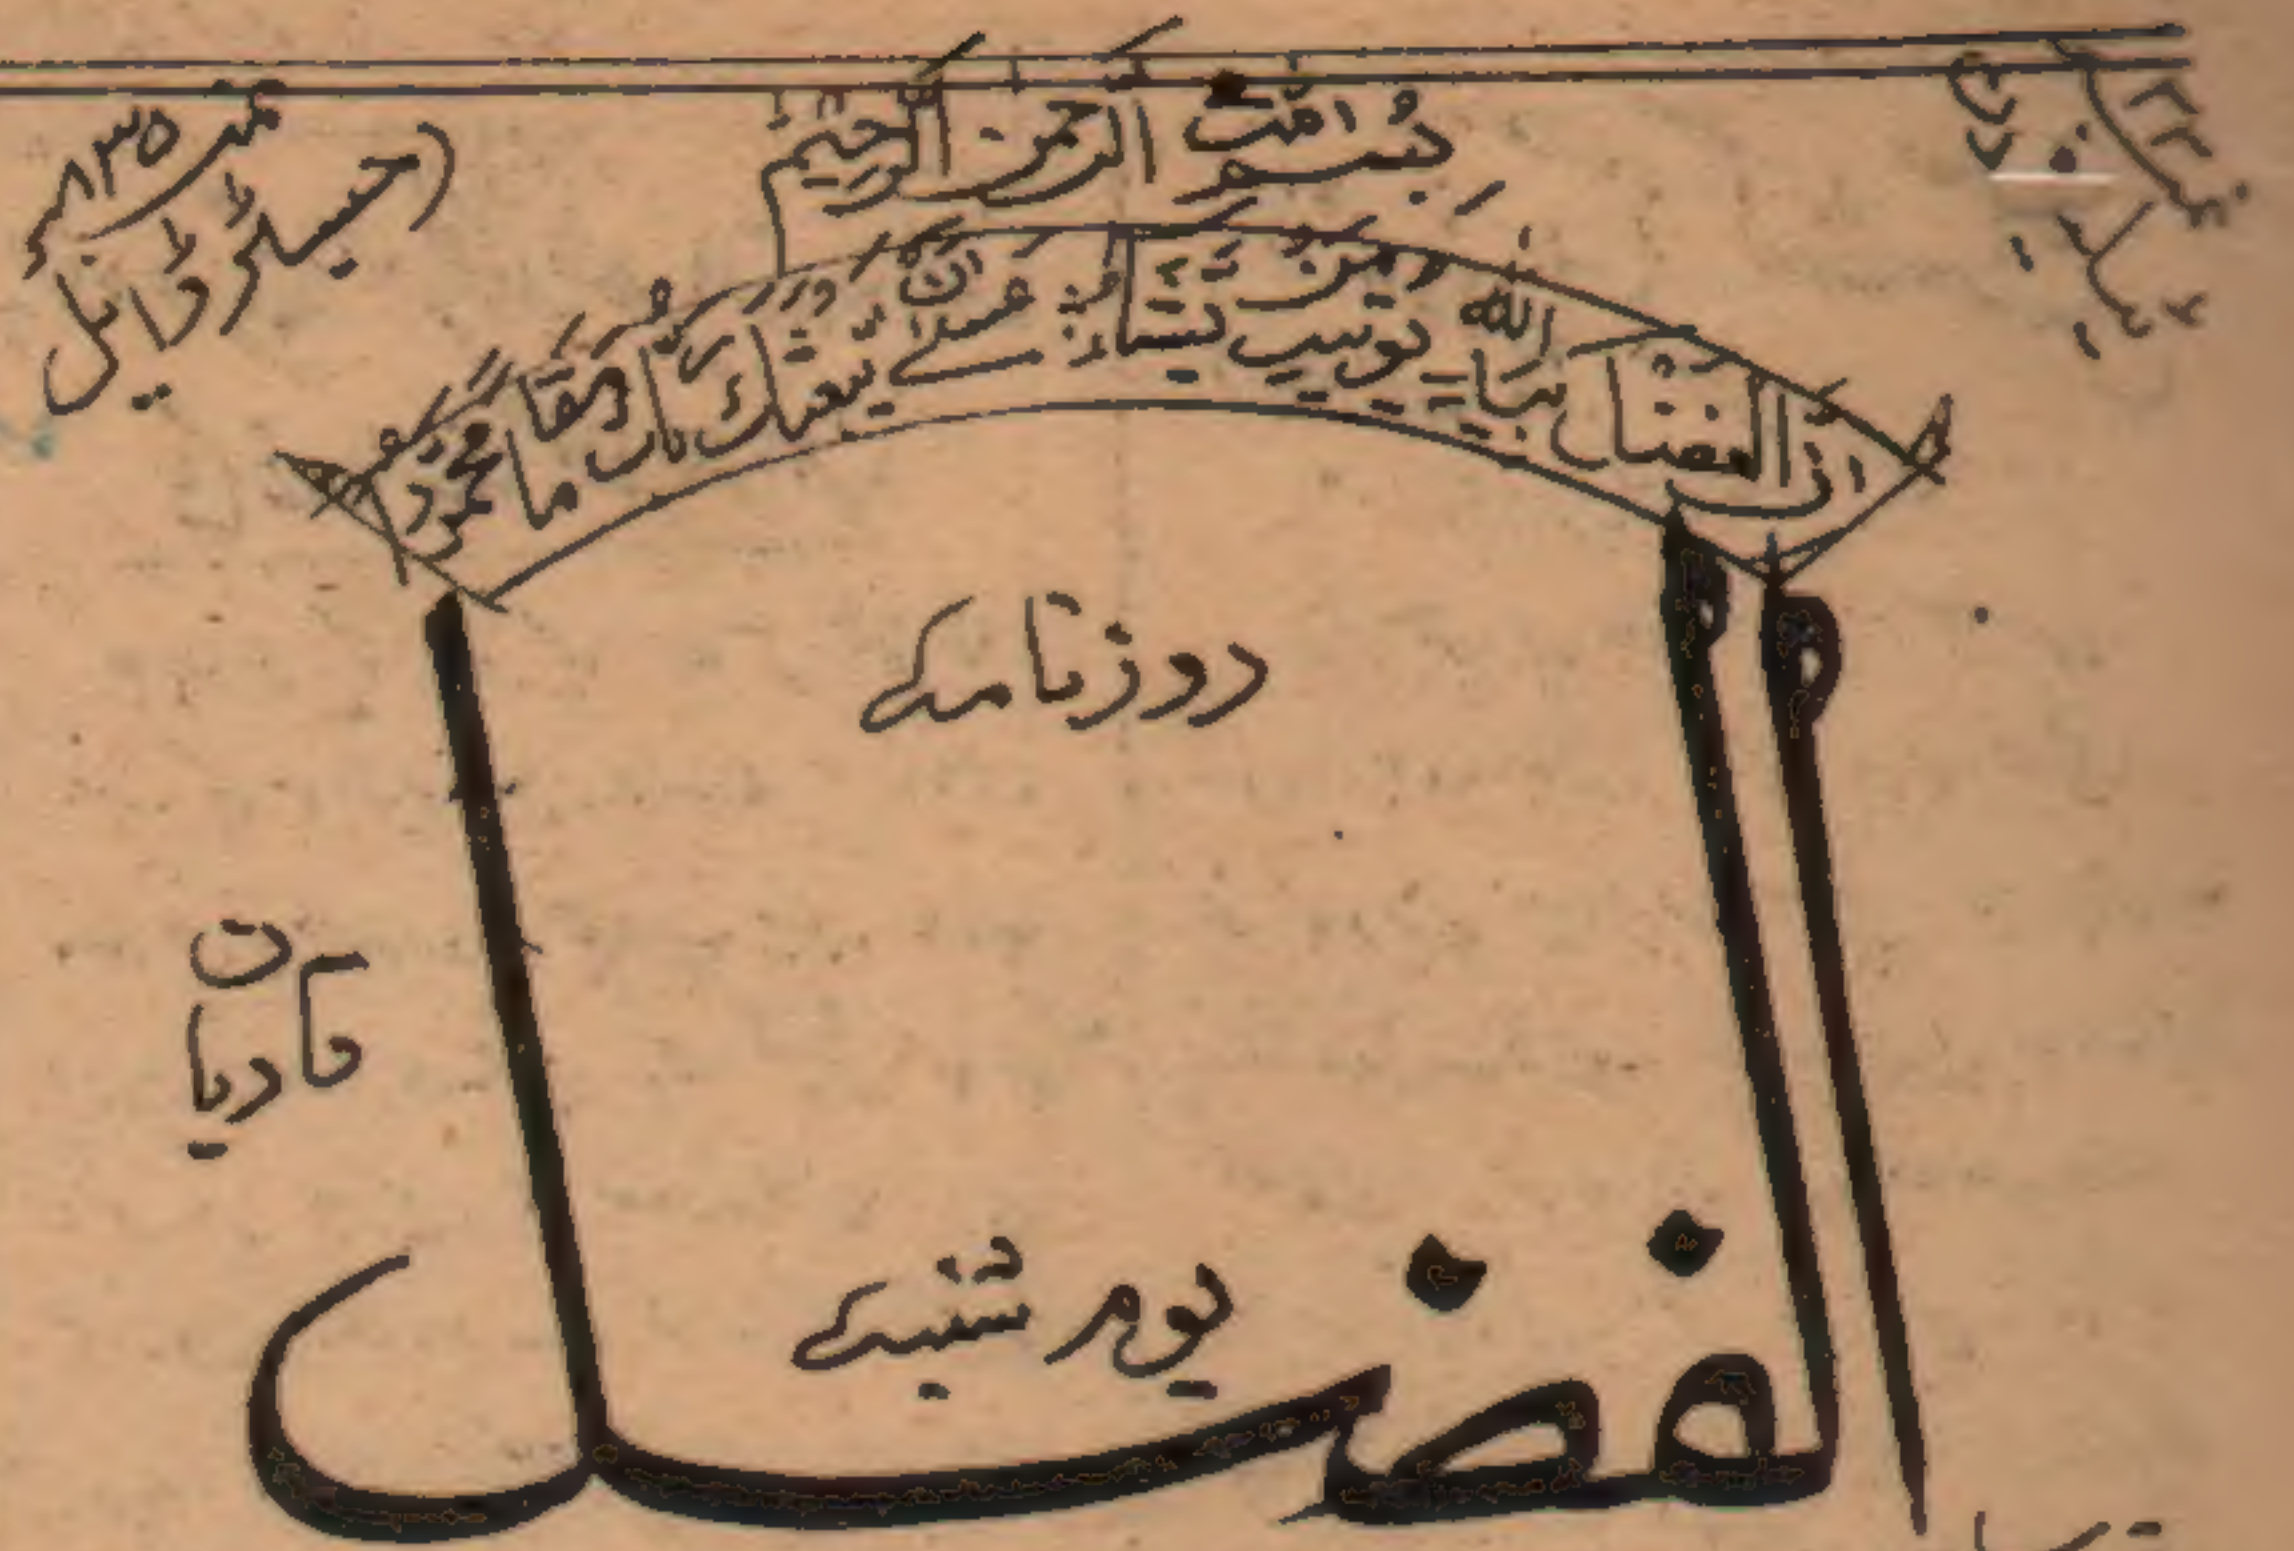 بسم اللہ الرحمن الرحیم
رجسٹرڈ ایل نمبر ۸۳۵
ان الفضل بید اللہ یؤتیہ من یشاء عسی ان یبعثک ربک مقاما محمودا
روزنامہ
قادیان
یوم شنبہ
الفضل